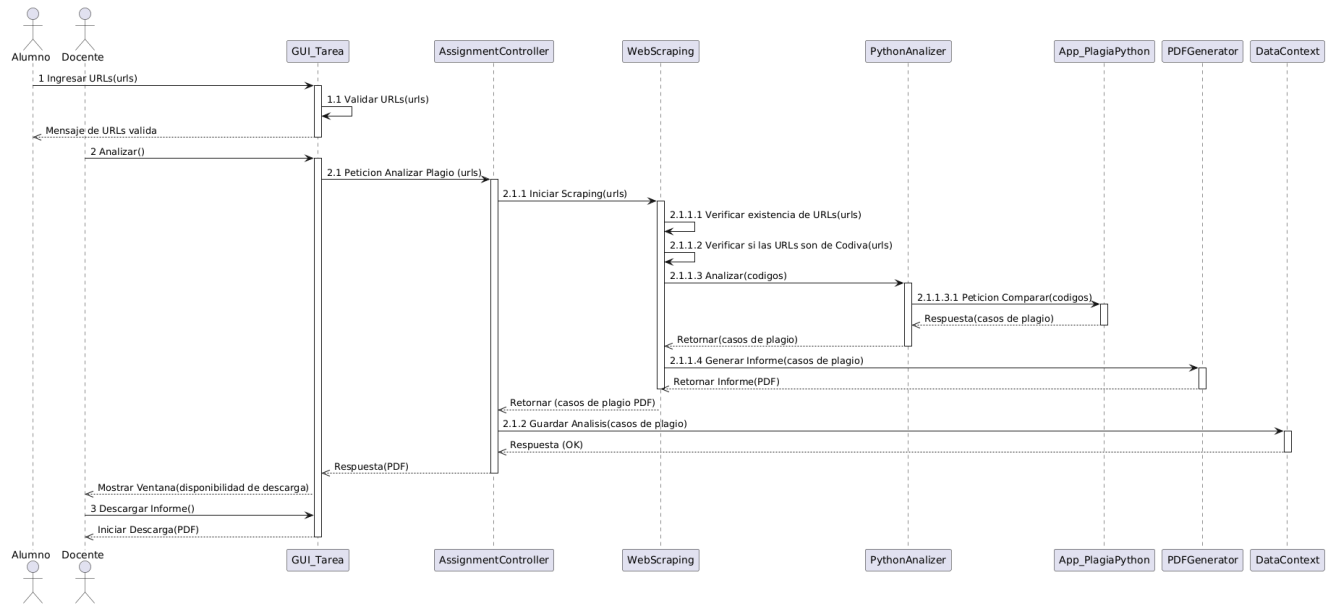 Alumno
Docente
GUI_Tarea
AssignmentController
WebScraping
PythonAnalizer
App_PlagiaPython
PDFGenerator
DataContext
1 Ingresar URLs(urls)
1.1 Validar URLs(urls)
Mensaje de URLs valida
2 Analizar()
2.1 Peticion Analizar Plagio (urls)
2.1.1 Iniciar Scraping(urls)
2.1.1.1 Verificar existencia de URLs(urls)
2.1.1.2 Verificar si las URLs son de Codiva(urls)
2.1.1.3 Analizar(codigos)
2.1.1.3.1 Peticion Comparar(codigos)
Respuesta(casos de plagio)
Retornar(casos de plagio)
2.1.1.4 Generar Informe(casos de plagio)
Retornar Informe(PDF)
Retornar (casos de plagio PDF)
2.1.2 Guardar Analisis(casos de plagio)
Respuesta (OK)
Respuesta(PDF)
Mostrar Ventana(disponibilidad de descarga)
3 Descargar Informe()
Iniciar Descarga(PDF)
Alumno
Docente
GUI_Tarea
AssignmentController
WebScraping
PythonAnalizer
App_PlagiaPython
PDFGenerator
DataContext